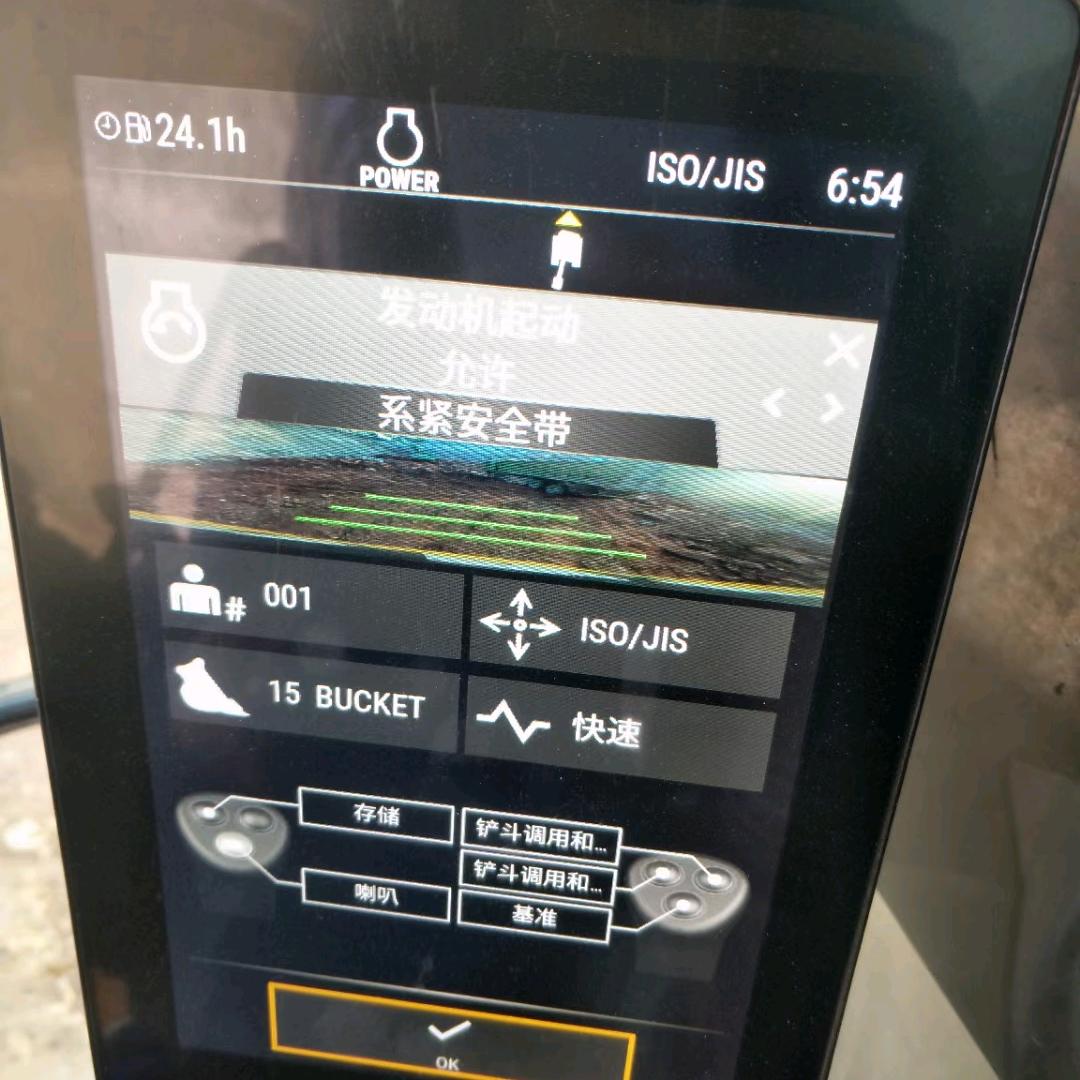 24.1h
POWER
ISO/JIS
6:54
发动机起动
允许
系紧安全带
# 001
ISO/JIS
15 BUCKET
快速
存储
铲斗调用和...
铲斗调用和...
喇叭
基准
OK